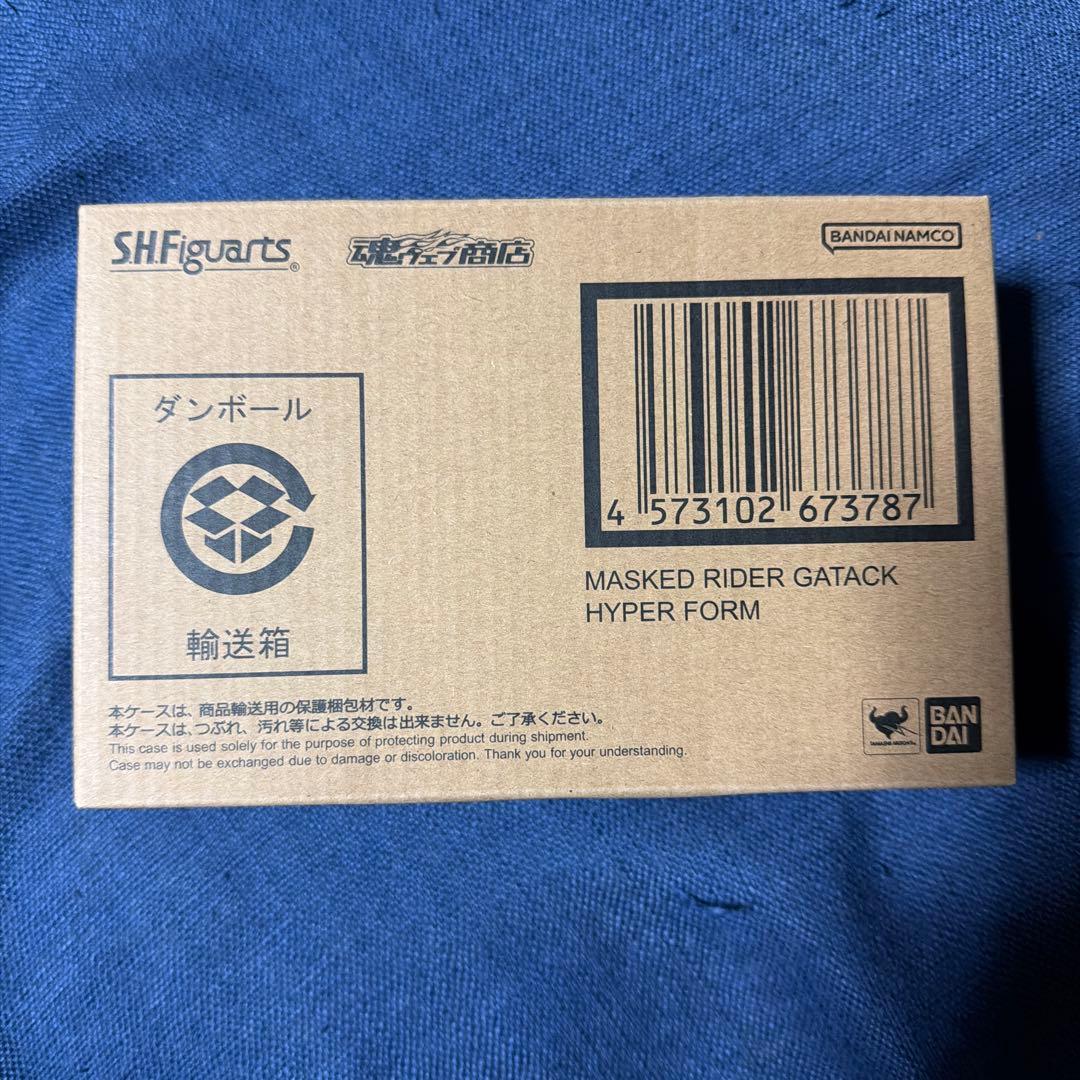 S.H.Figuarts®
魂ウェブ商店
BANDAI NAMCO
ダンボール
輸送箱
4 573102 673787
MASKED RIDER GATACK
HYPER FORM
本ケースは、商品輸送用の保護梱包材です。
本ケースは、つぶれ、汚れ等による交換は出来ません。ご了承ください。
This case is used solely for the purpose of protecting product during shipment.
Case may not be exchanged due to damage or discoloration. Thank you for your understanding.
TAMASHII NATIONS
BAN
DAI